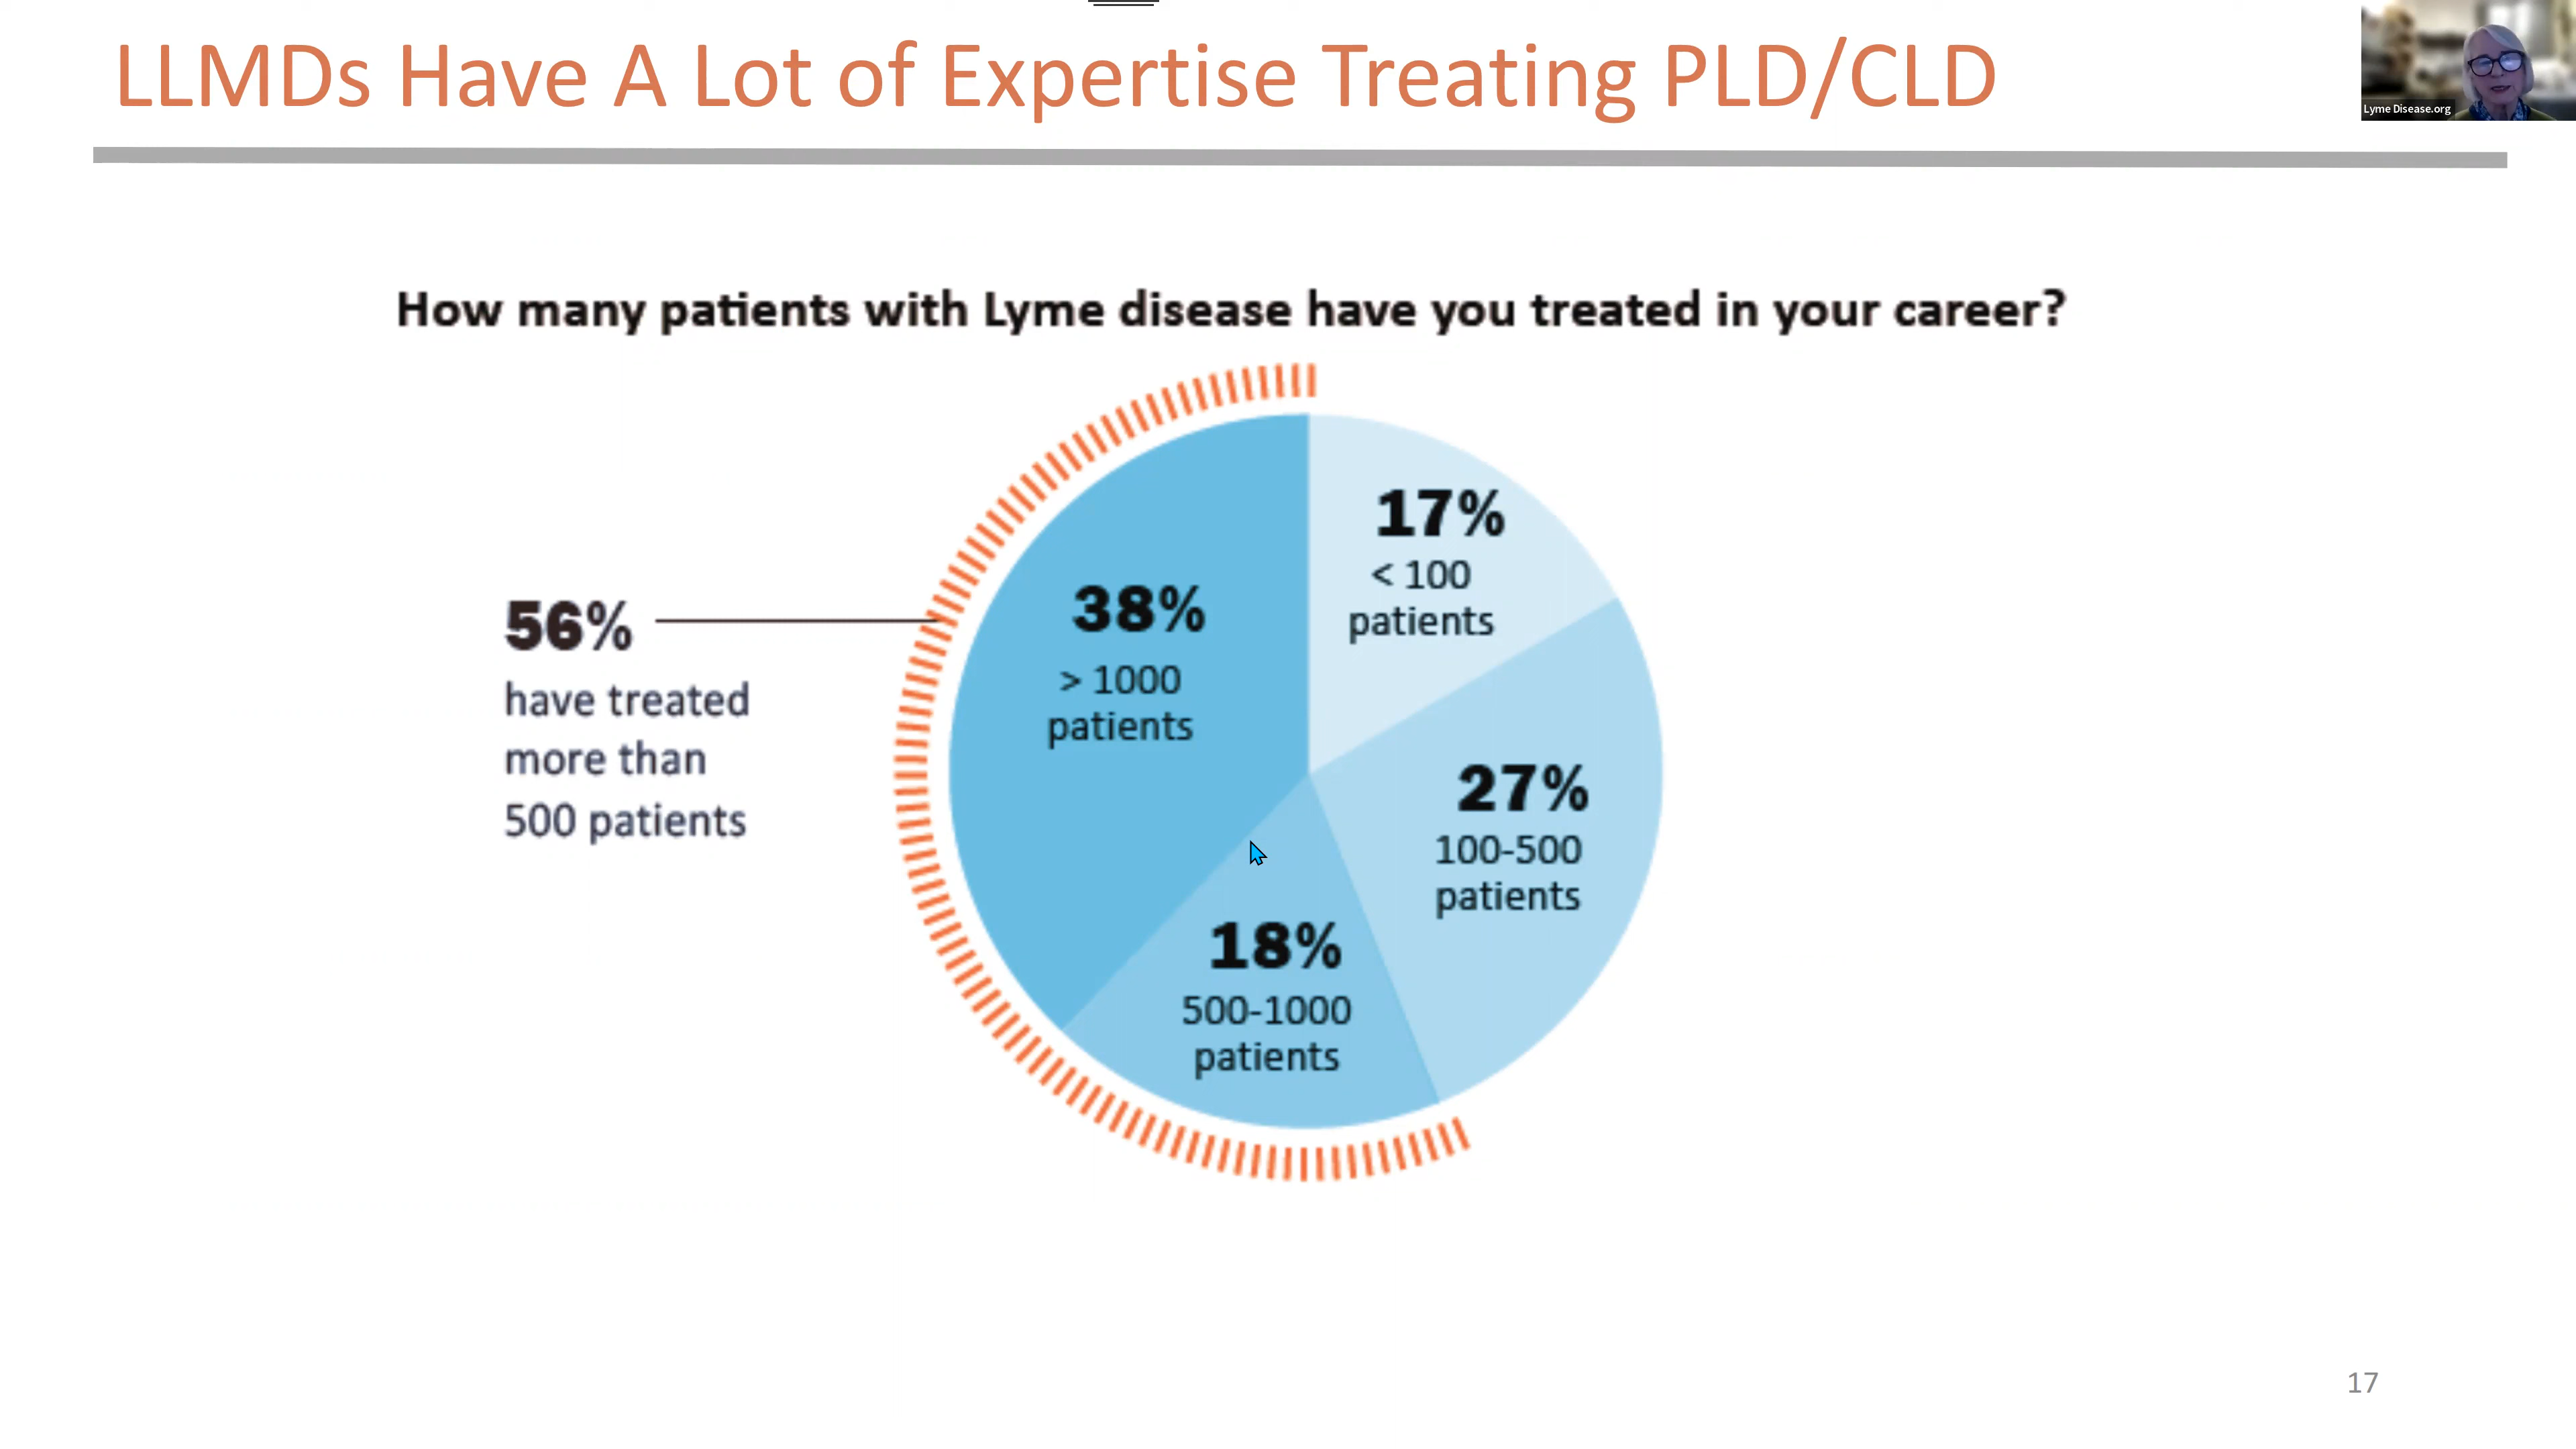 LLMDs Have A Lot of Expertise Treating PLD/CLD
Lyme Disease.org
How many patients with Lyme disease have you treated in your career?
17%
< 100
patients
38%
> 1000
patients
56%
have treated
more than
500 patients
27%
100-500
patients
18%
500-1000
patients
17